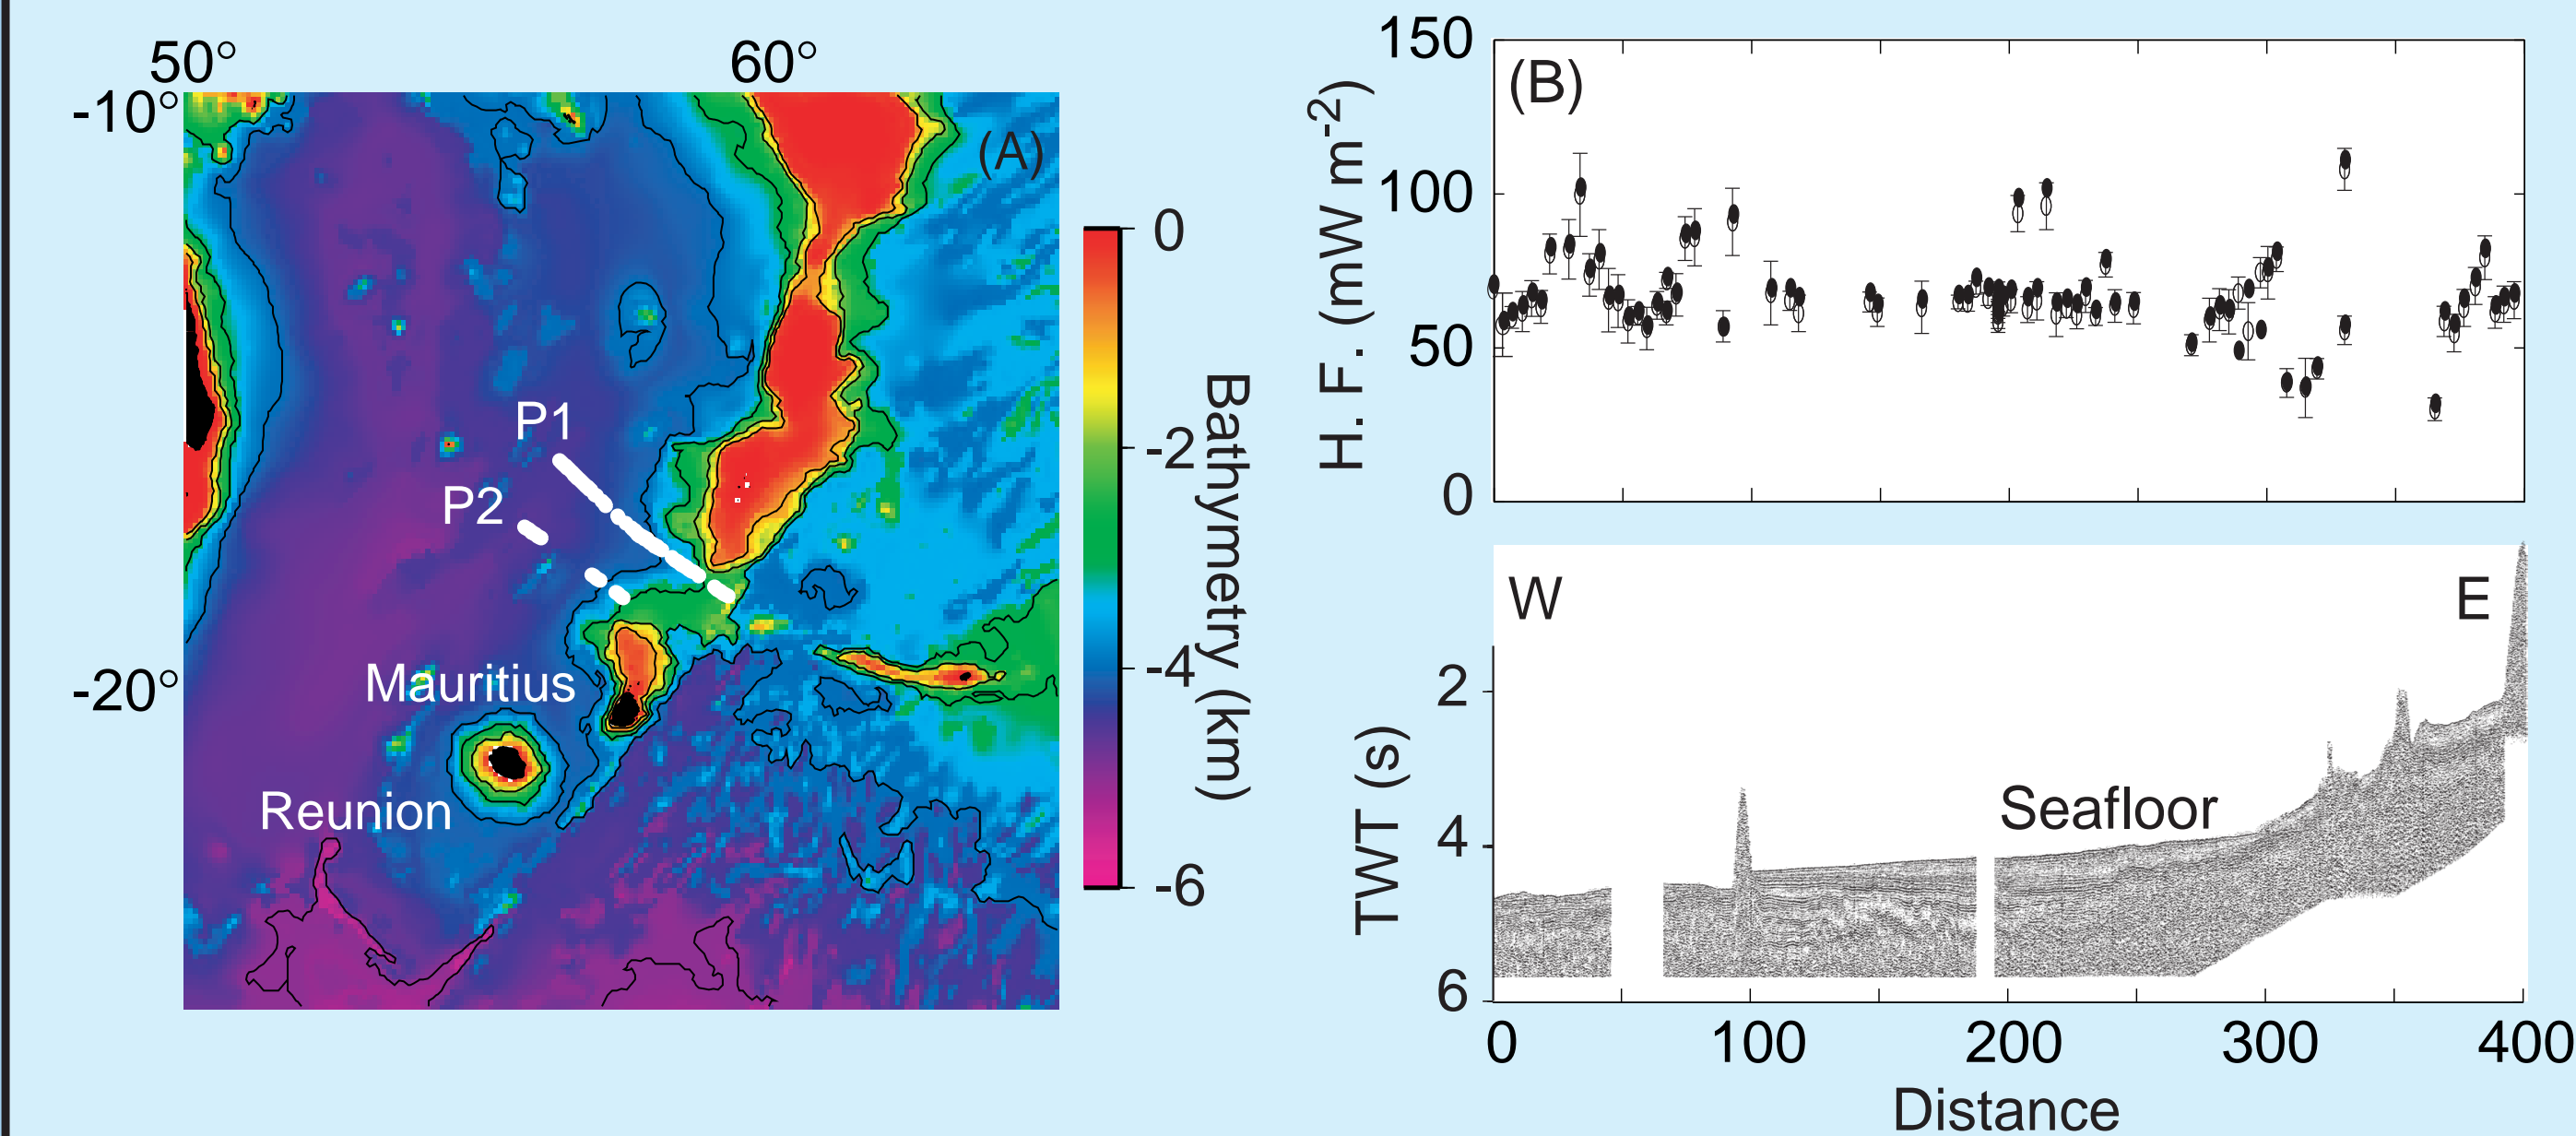 50° 60°
-10°
(A)
P1
P2
-20°
Mauritius
Reunion
0
-2
-4
-6
Bathymetry (km)
150
100
50
0
H. F. (mW m-2)
(B)
W E
Seafloor
2
4
6
TWT (s)
0 100 200 300 400
Distance